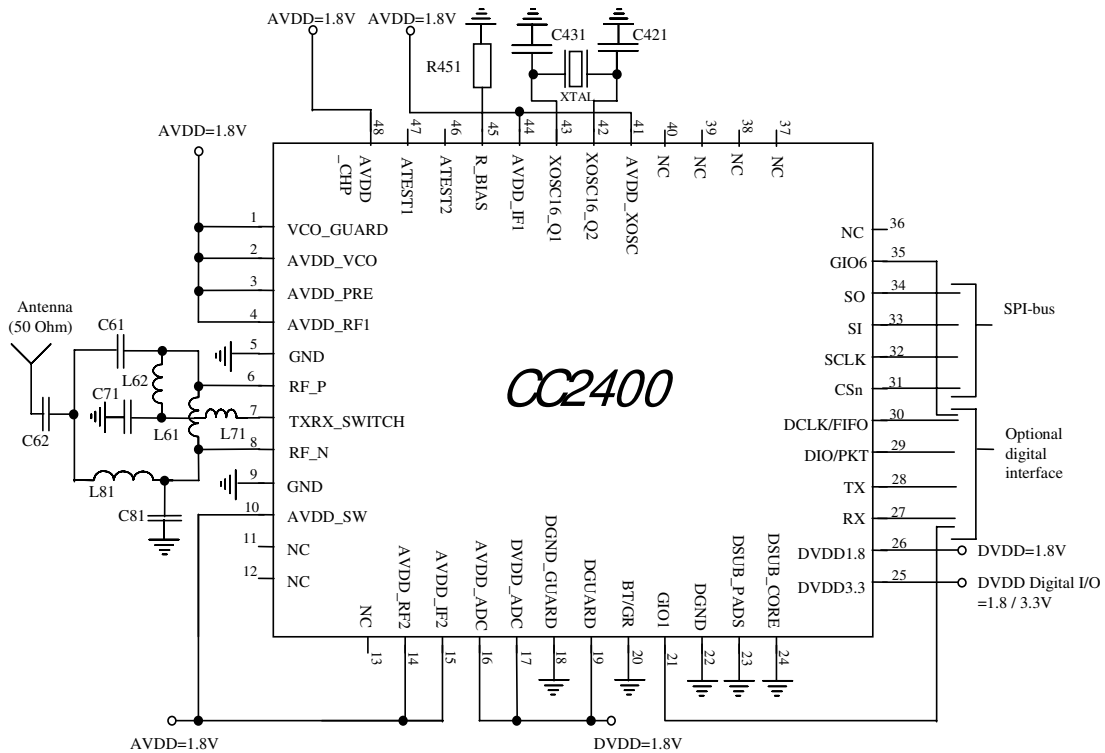 AVDD=1.8V
AVDD=1.8V
C431
C421
R451
XTAL
AVDD=1.8V
48
47
46
45
44
43
42
41
40
39
38
37
AVDD
_CHP
ATEST1
ATEST2
R_BIAS
AVDD_IF1
XOSC16_Q1
XOSC16_Q2
AVDD_XOSC
NC
NC
NC
NC
1
VCO_GUARD
2
AVDD_VCO
3
AVDD_PRE
4
AVDD_RF1
5
GND
6
RF_P
7
TXRX_SWITCH
8
RF_N
9
GND
10
AVDD_SW
11
NC
12
NC
Antenna
(50 Ohm)
C61
L62
C71
L61
L71
C62
L81
C81
CC2400
NC
36
GIO6
35
SO
34
SI
33
SCLK
32
CSn
31
DCLK/FIFO
30
DIO/PKT
29
TX
28
RX
27
DVDD1.8
26
DVDD3.3
25
SPI-bus
Optional
digital
interface
DVDD=1.8V
DVDD Digital I/O
=1.8 / 3.3V
NC
AVDD_RF2
AVDD_IF2
AVDD_ADC
DVDD_ADC
DGND_GUARD
DGUARD
BT/GR
GIO1
DGND
DSUB_PADS
DSUB_CORE
13
14
15
16
17
18
19
20
21
22
23
24
AVDD=1.8V
DVDD=1.8V